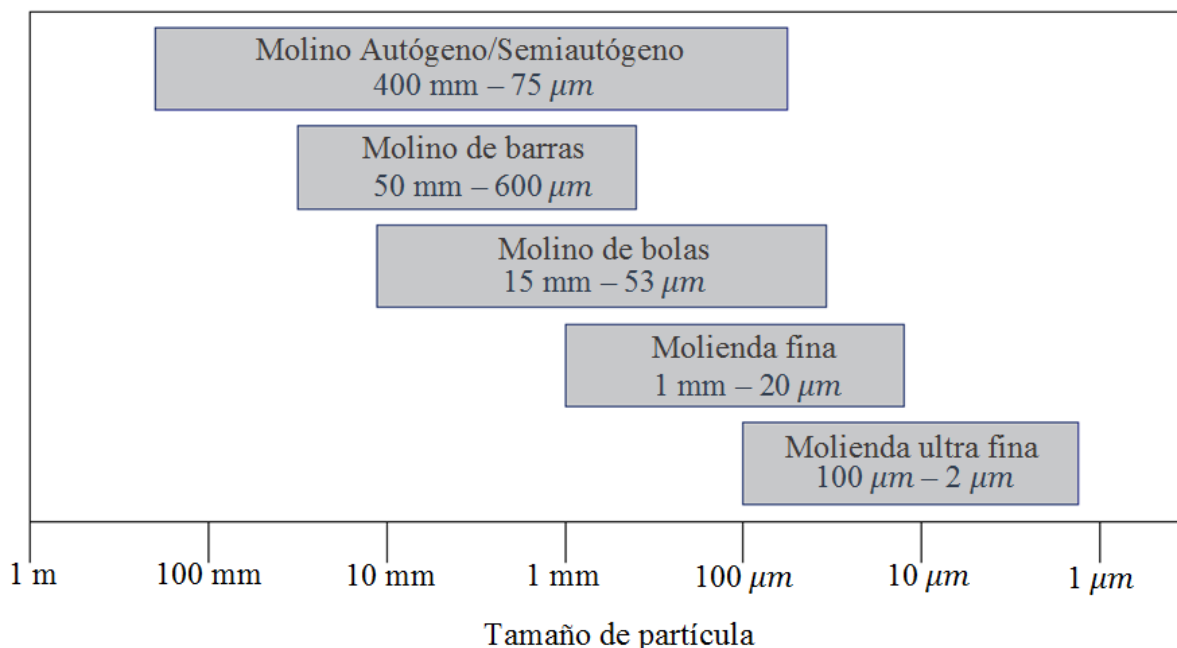 Molino Autógeno/Semiautógeno
400 mm – 75 μm
Molino de barras
50 mm – 600 μm
Molino de bolas
15 mm – 53 μm
Molienda fina
1 mm – 20 μm
Molienda ultra fina
100 μm – 2 μm
1 m 100 mm 10 mm 1 mm 100 μm 10 μm 1 μm
Tamaño de partícula